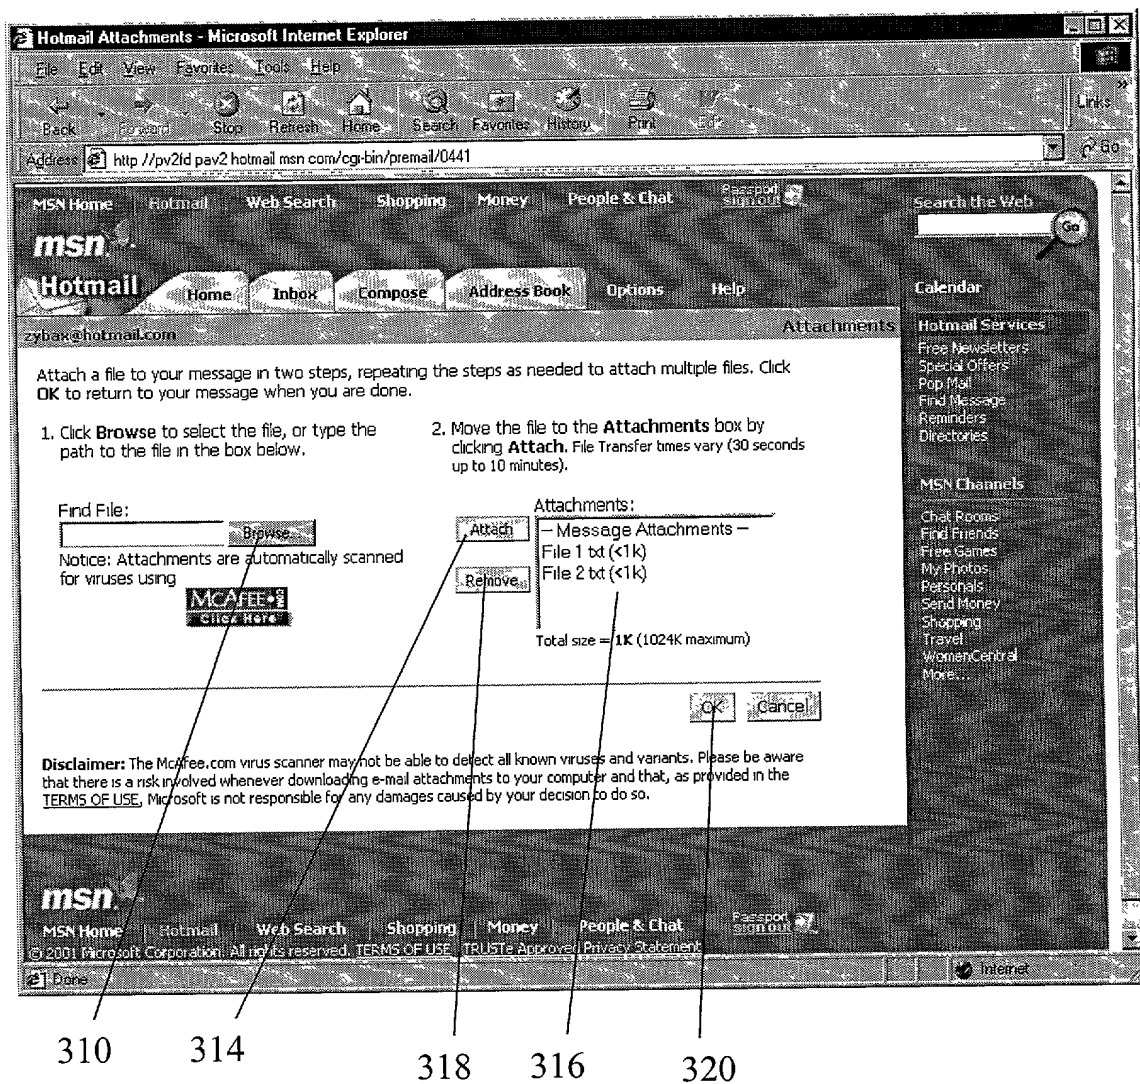 Hotmail Attachments - Microsoft Internet Explorer
File Edit View Favorites Tools Help
Back Forward Stop Refresh Home Search Favorites History Print Edit Links »
Address http //pv2fd pav2 hotmail msn com/cgi-bin/premail/0441 Go
MSN Home Hotmail Web Search Shopping Money People & Chat Passport sign out Search the Web
msn Go
Hotmail Home Inbox Compose Address Book Options Help Calendar
zybax@hotmail.com Attachments
Hotmail Services
Free Newsletters
Special Offers
Pop Mail
Find Message
Reminders
Directories
MSN Channels
Chat Rooms
Find Friends
Free Games
My Photos
Personals
Send Money
Shopping
Travel
WomenCentral
More...
Attach a file to your message in two steps, repeating the steps as needed to attach multiple files. Click
OK to return to your message when you are done.
1. Click Browse to select the file, or type the
path to the file in the box below.
2. Move the file to the Attachments box by
clicking Attach. File Transfer times vary (30 seconds
up to 10 minutes).
Find File:
Browse...
Notice: Attachments are automatically scanned
for viruses using
McAFEE
Click Here
Attach
Remove
Attachments:
-- Message Attachments --
File 1 txt (<1k)
File 2 txt (<1k)
Total size = 1K (1024K maximum)
OK Cancel
Disclaimer: The McAfee.com virus scanner may not be able to detect all known viruses and variants. Please be aware
that there is a risk involved whenever downloading e-mail attachments to your computer and that, as provided in the
TERMS OF USE, Microsoft is not responsible for any damages caused by your decision to do so.
msn
MSN Home Hotmail Web Search Shopping Money People & Chat Passport sign out
© 2001 Microsoft Corporation. All rights reserved. TERMS OF USE TRUSTe Approved Privacy Statement
Done Internet
310 314 318 316 320